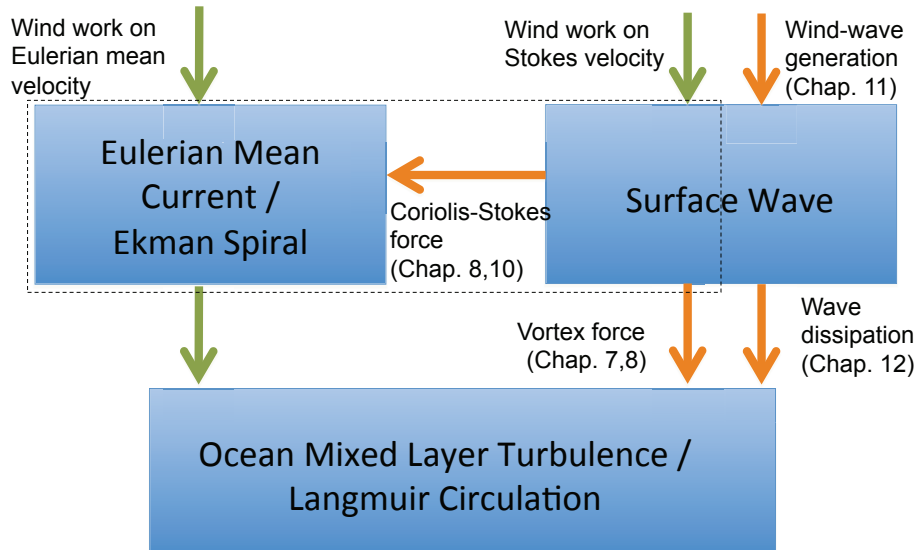 Wind work on
Eulerian mean
velocity
Wind work on
Stokes velocity
Wind-wave
generation
(Chap. 11)
Eulerian Mean
Current /
Ekman Spiral
Coriolis-Stokes
force
(Chap. 8,10)
Surface Wave
Vortex force
(Chap. 7,8)
Wave
dissipation
(Chap. 12)
Ocean Mixed Layer Turbulence /
Langmuir Circulation